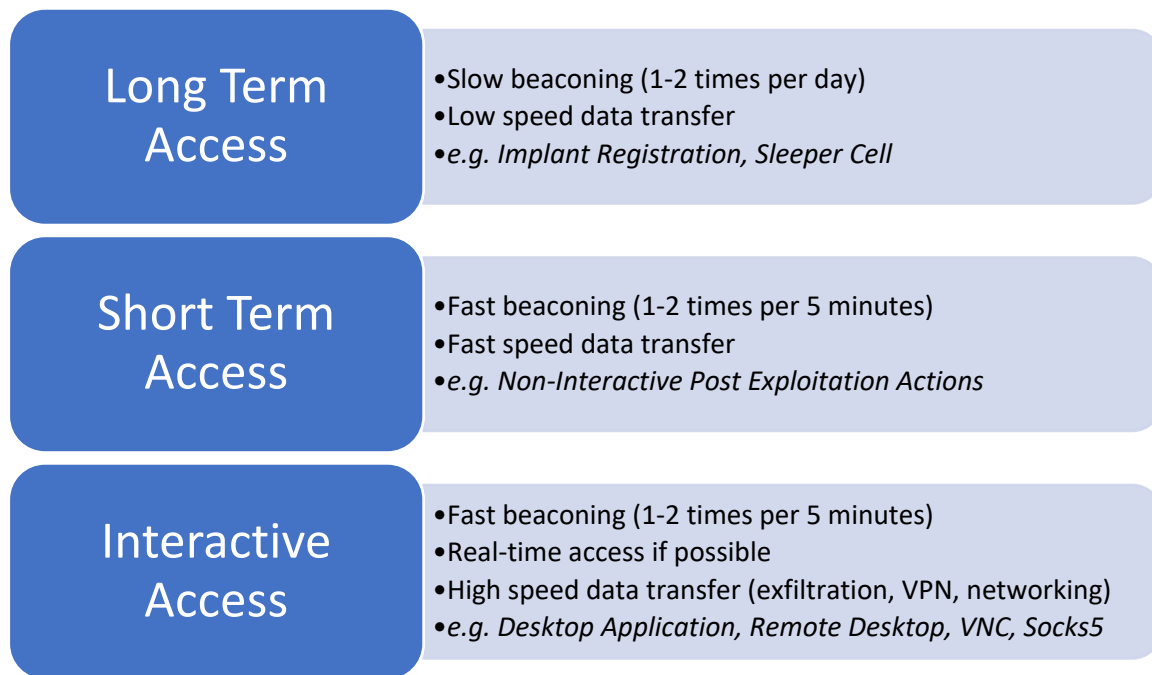 Long Term
Access
•Slow beaconing (1-2 times per day)
•Low speed data transfer
•e.g. Implant Registration, Sleeper Cell
Short Term
Access
•Fast beaconing (1-2 times per 5 minutes)
•Fast speed data transfer
•e.g. Non-Interactive Post Exploitation Actions
Interactive
Access
•Fast beaconing (1-2 times per 5 minutes)
•Real-time access if possible
•High speed data transfer (exfiltration, VPN, networking)
•e.g. Desktop Application, Remote Desktop, VNC, Socks5